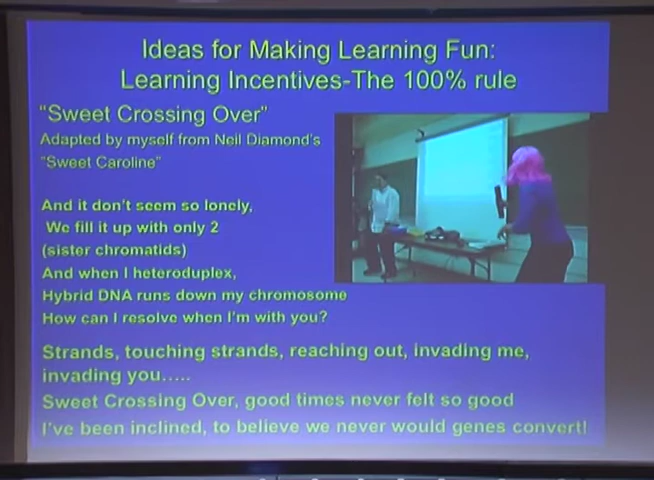 Ideas for Making Learning Fun:
Learning Incentives-The 100% rule
"Sweet Crossing Over"
Adapted by myself from Neil Diamond's
"Sweet Caroline"
And it don't seem so lonely,
We fill it up with only 2
(sister chromatids)
And when I heteroduplex,
Hybrid DNA runs down my chromosome
How can I resolve when I'm with you?
Strands, touching strands, reaching out, invading me,
invading you.....
Sweet Crossing Over, good times never felt so good
I've been inclined, to believe we never would genes convert!